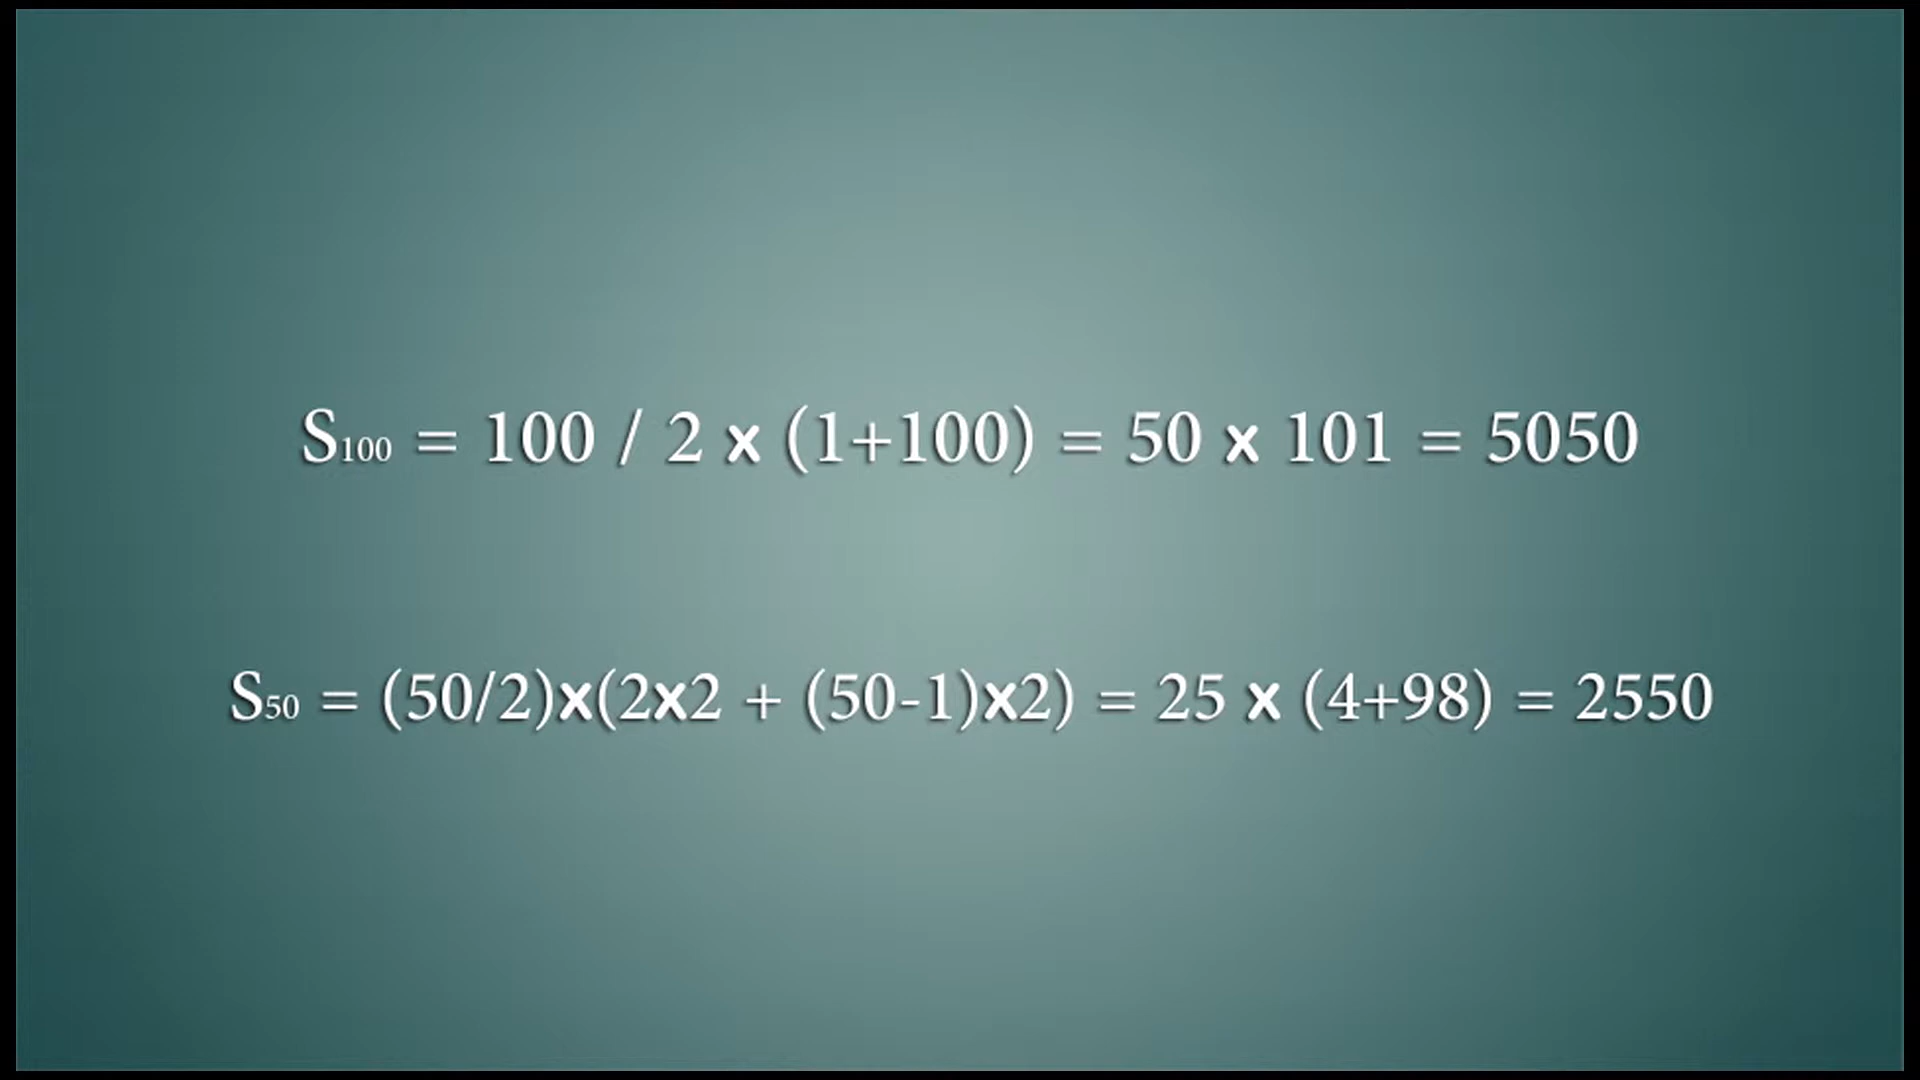 S100 = 100 / 2 x (1+100) = 50 x 101 = 5050
S50 = (50/2)x(2x2 + (50-1)x2) = 25 x (4+98) = 2550